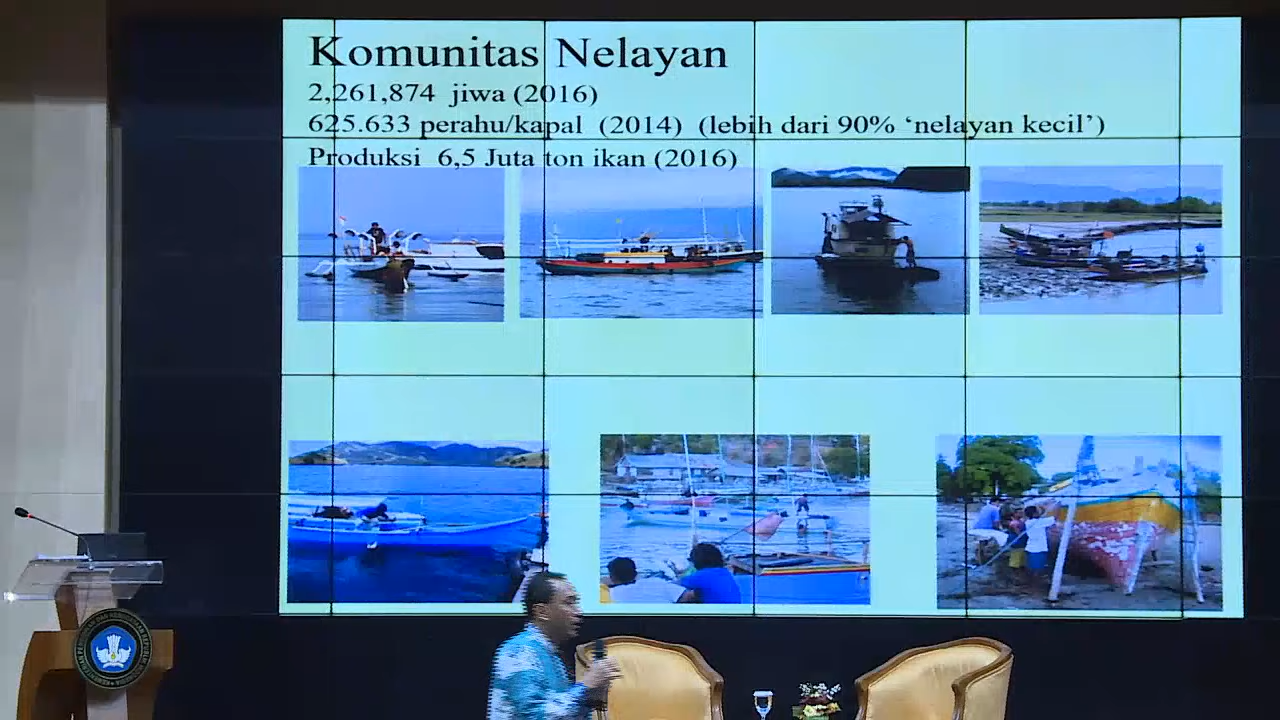 Komunitas Nelayan
2,261,874 jiwa (2016)
625.633 perahu/kapal (2014) (lebih dari 90% ‘nelayan kecil’)
Produksi 6,5 Juta ton ikan (2016)